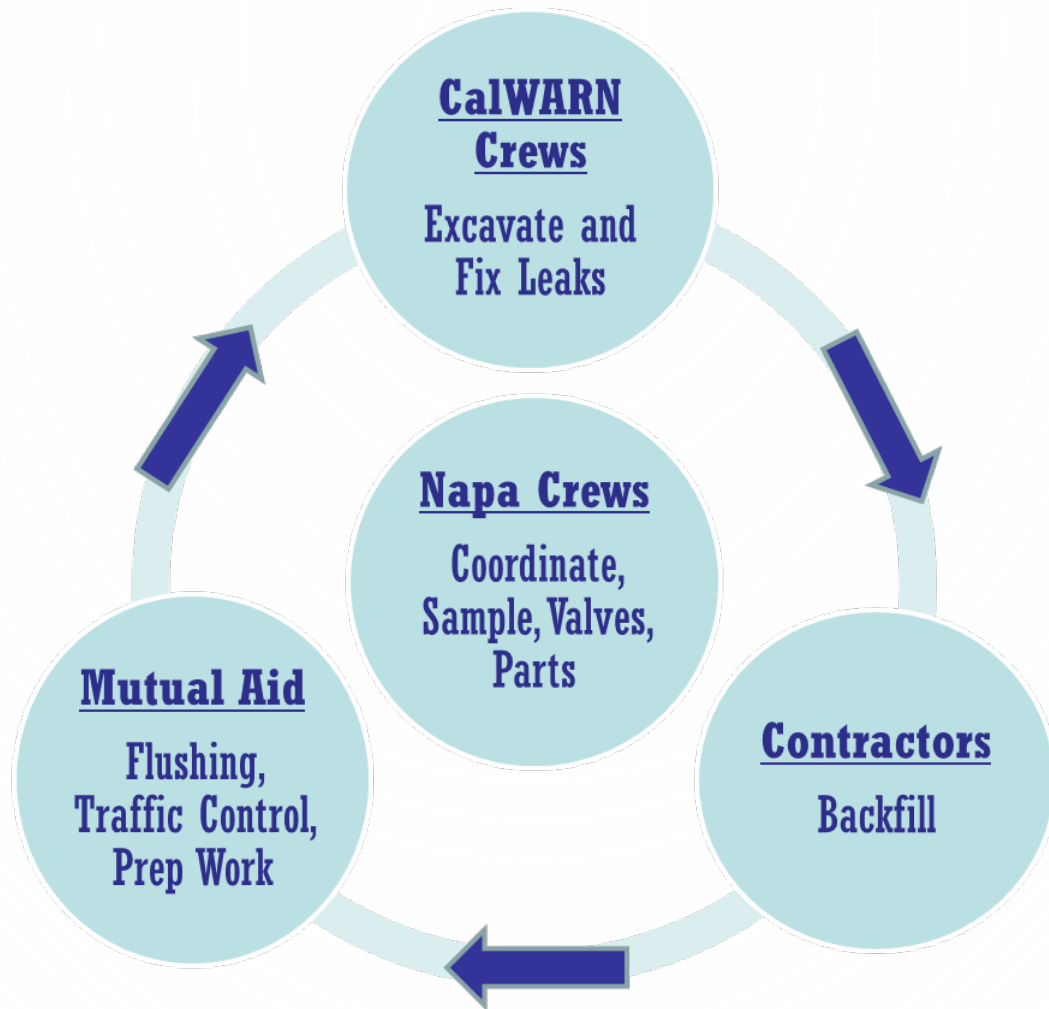 CalWARN
Crews
Excavate and
Fix Leaks
Napa Crews
Coordinate,
Sample, Valves,
Parts
Mutual Aid
Flushing,
Traffic Control,
Prep Work
Contractors
Backfill